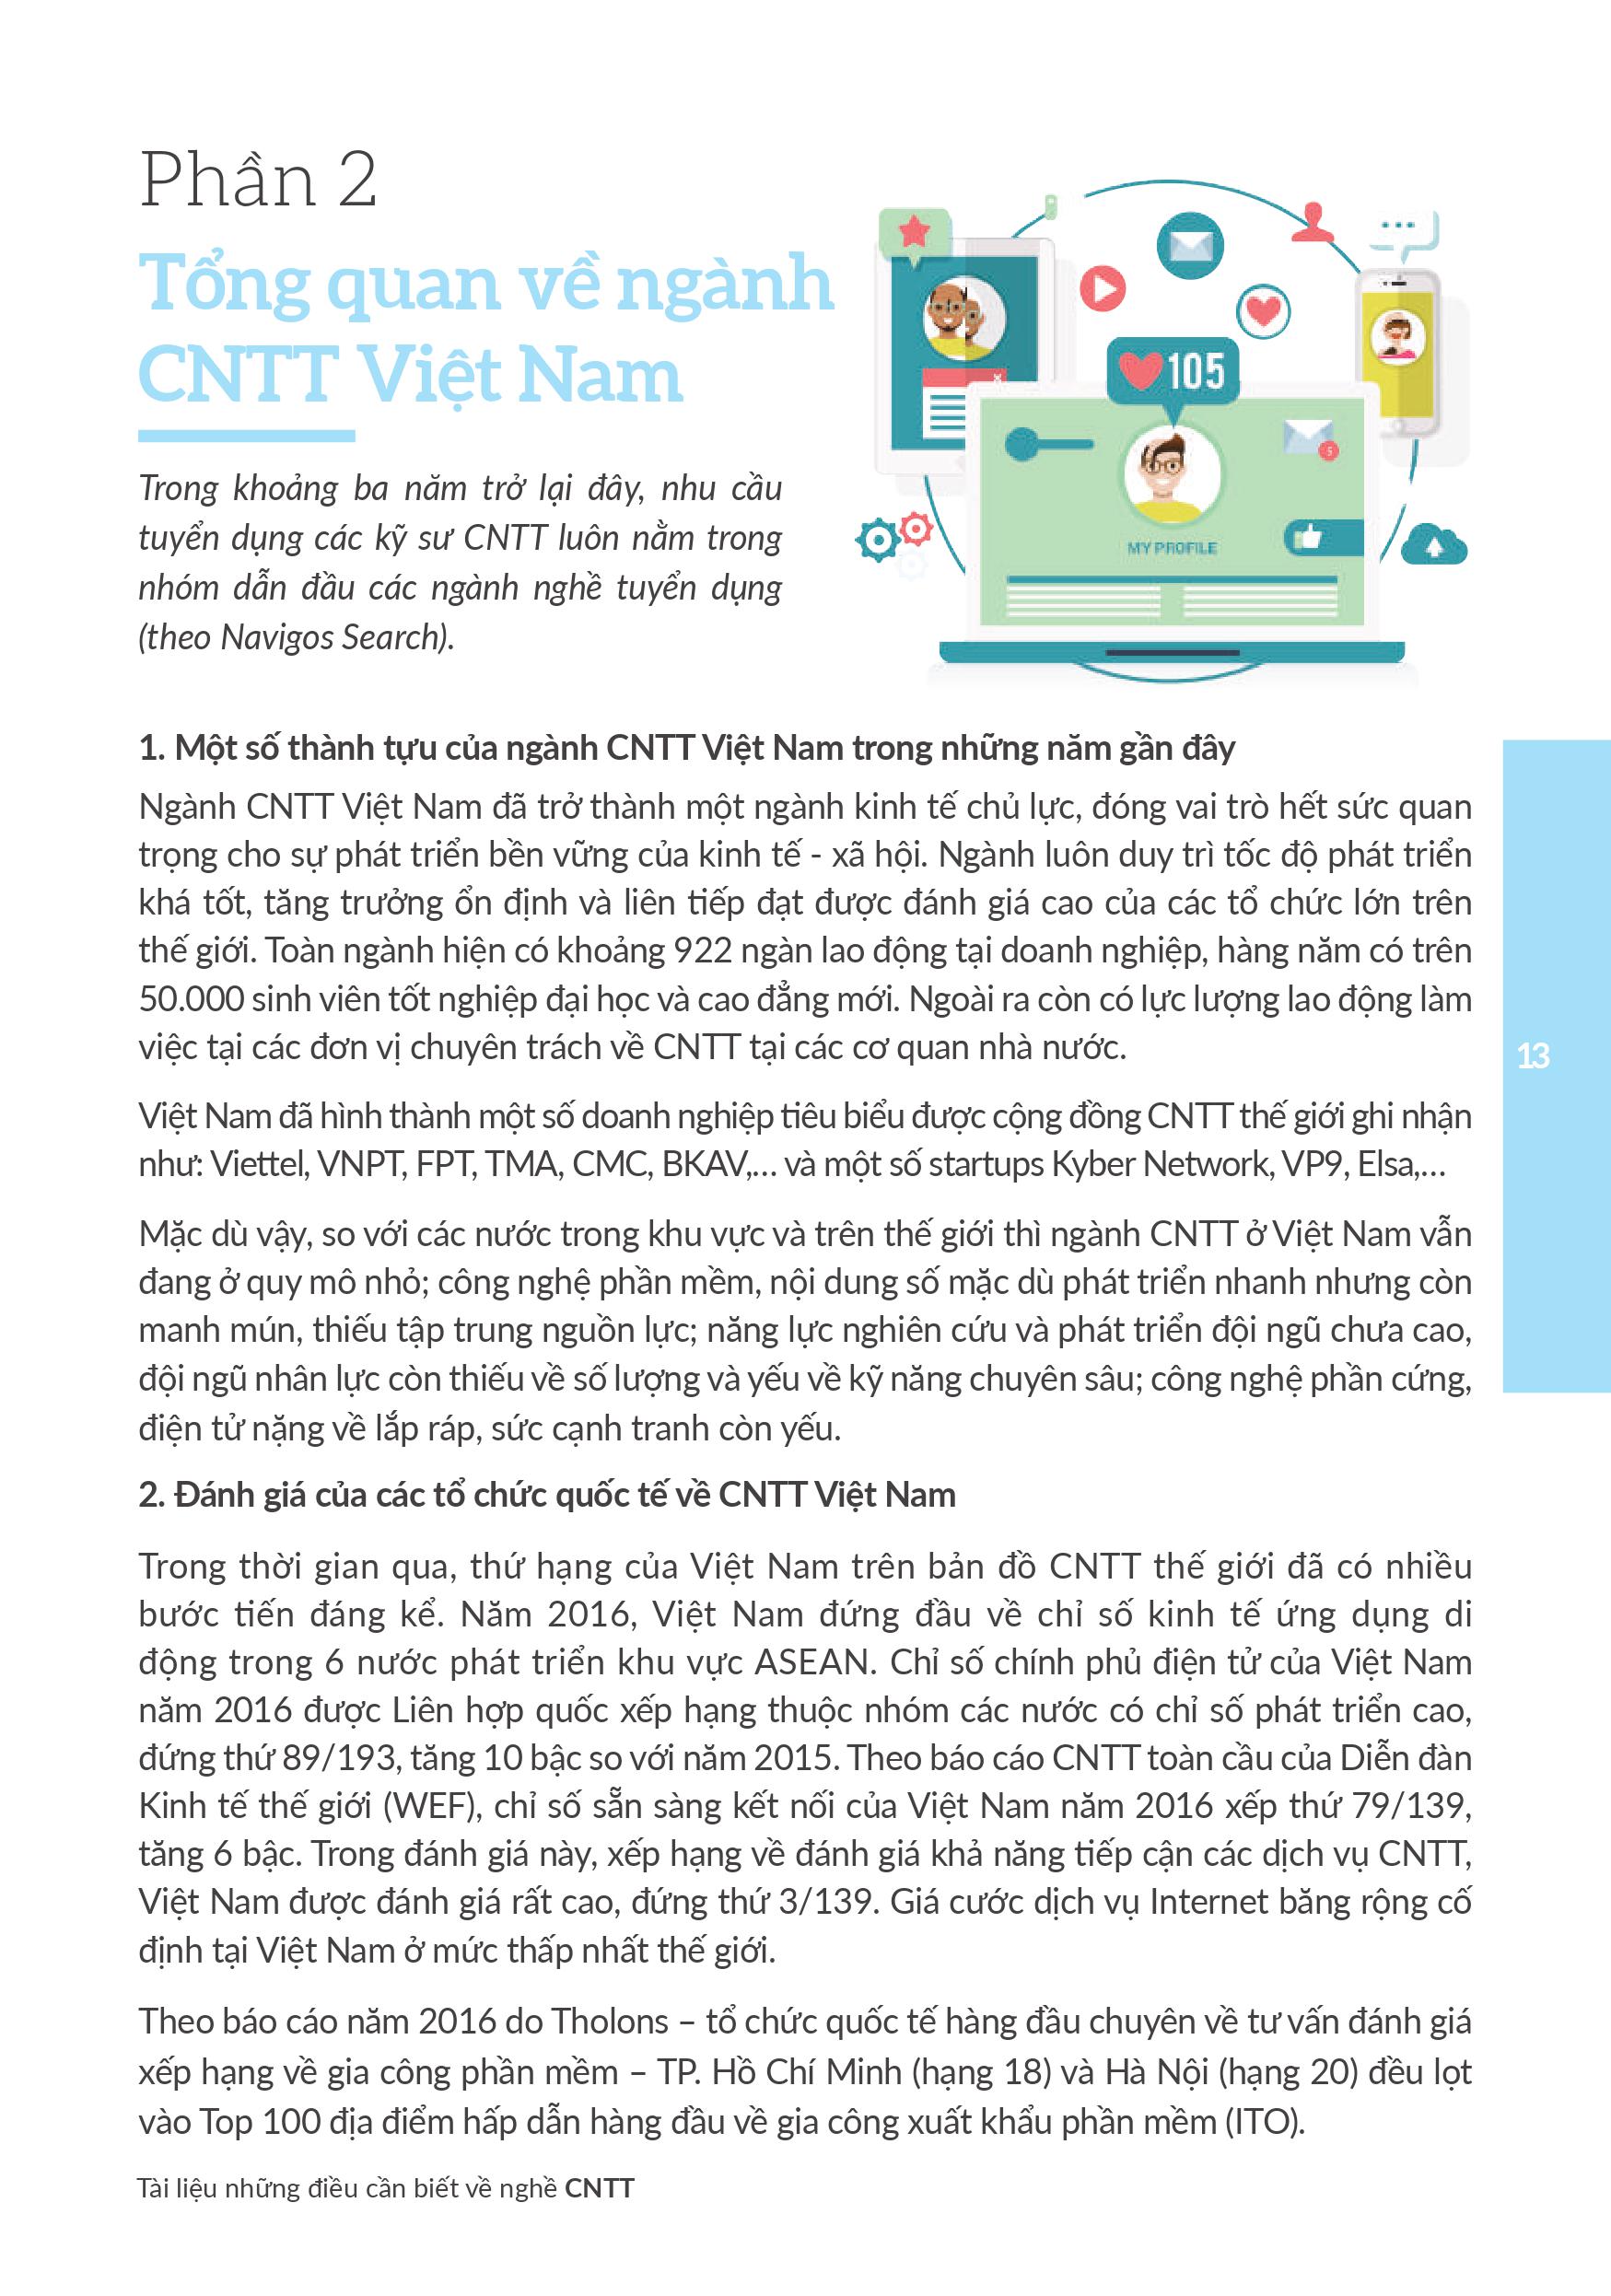 Phần 2
Tổng quan về ngành
CNTT Việt Nam
Trong khoảng ba năm trở lại đây, nhu cầu
tuyển dụng các kỹ sư CNTT luôn nằm trong
nhóm dẫn đầu các ngành nghề tuyển dụng
(theo Navigos Search).
105
5
MY PROFILE
1. Một số thành tựu của ngành CNTT Việt Nam trong những năm gần đây
Ngành CNTT Việt Nam đã trở thành một ngành kinh tế chủ lực, đóng vai trò hết sức quan
trọng cho sự phát triển bền vững của kinh tế - xã hội. Ngành luôn duy trì tốc độ phát triển
khá tốt, tăng trưởng ổn định và liên tiếp đạt được đánh giá cao của các tổ chức lớn trên
thế giới. Toàn ngành hiện có khoảng 922 ngàn lao động tại doanh nghiệp, hàng năm có trên
50.000 sinh viên tốt nghiệp đại học và cao đẳng mới. Ngoài ra còn có lực lượng lao động làm
việc tại các đơn vị chuyên trách về CNTT tại các cơ quan nhà nước.
13
Việt Nam đã hình thành một số doanh nghiệp tiêu biểu được cộng đồng CNTT thế giới ghi nhận
như: Viettel, VNPT, FPT, TMA, CMC, BKAV,... và một số startups Kyber Network, VP9, Elsa,...
Mặc dù vậy, so với các nước trong khu vực và trên thế giới thì ngành CNTT ở Việt Nam vẫn
đang ở quy mô nhỏ; công nghệ phần mềm, nội dung số mặc dù phát triển nhanh nhưng còn
manh mún, thiếu tập trung nguồn lực; năng lực nghiên cứu và phát triển đội ngũ chưa cao,
đội ngũ nhân lực còn thiếu về số lượng và yếu về kỹ năng chuyên sâu; công nghệ phần cứng,
điện tử nặng về lắp ráp, sức cạnh tranh còn yếu.
2. Đánh giá của các tổ chức quốc tế về CNTT Việt Nam
Trong thời gian qua, thứ hạng của Việt Nam trên bản đồ CNTT thế giới đã có nhiều
bước tiến đáng kể. Năm 2016, Việt Nam đứng đầu về chỉ số kinh tế ứng dụng di
động trong 6 nước phát triển khu vực ASEAN. Chỉ số chính phủ điện tử của Việt Nam
năm 2016 được Liên hợp quốc xếp hạng thuộc nhóm các nước có chỉ số phát triển cao,
đứng thứ 89/193, tăng 10 bậc so với năm 2015. Theo báo cáo CNTT toàn cầu của Diễn đàn
Kinh tế thế giới (WEF), chỉ số sẵn sàng kết nối của Việt Nam năm 2016 xếp thứ 79/139,
tăng 6 bậc. Trong đánh giá này, xếp hạng về đánh giá khả năng tiếp cận các dịch vụ CNTT,
Việt Nam được đánh giá rất cao, đứng thứ 3/139. Giá cước dịch vụ Internet băng rộng cố
định tại Việt Nam ở mức thấp nhất thế giới.
Theo báo cáo năm 2016 do Tholons – tổ chức quốc tế hàng đầu chuyên về tư vấn đánh giá
xếp hạng về gia công phần mềm – TP. Hồ Chí Minh (hạng 18) và Hà Nội (hạng 20) đều lọt
vào Top 100 địa điểm hấp dẫn hàng đầu về gia công xuất khẩu phần mềm (ITO).
Tài liệu những điều cần biết về nghề CNTT